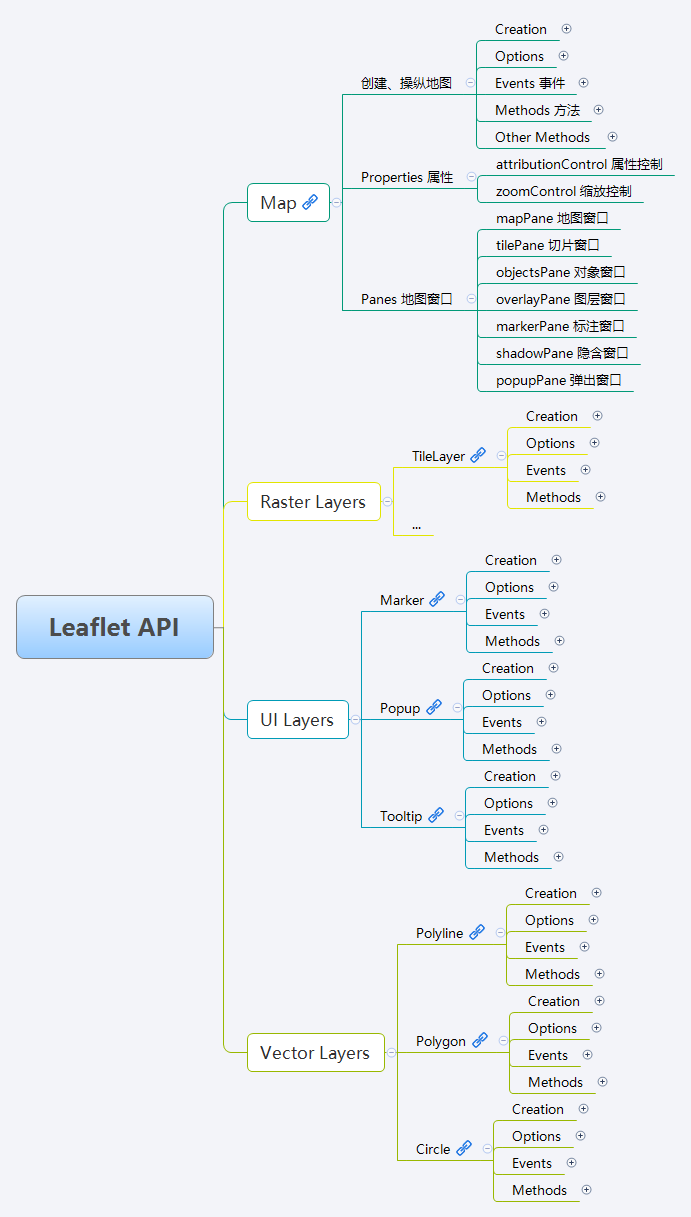 Leaflet API
Map
创建、操纵地图
Creation
Options
Events 事件
Methods 方法
Other Methods
Properties 属性
attributionControl 属性控制
zoomControl 缩放控制
Panes 地图窗口
mapPane 地图窗口
tilePane 切片窗口
objectsPane 对象窗口
overlayPane 图层窗口
markerPane 标注窗口
shadowPane 隐含窗口
popupPane 弹出窗口
Raster Layers
TileLayer
Creation
Options
Events
Methods
...
UI Layers
Marker
Creation
Options
Events
Methods
Popup
Creation
Options
Events
Methods
Tooltip
Creation
Options
Events
Methods
Vector Layers
Polyline
Creation
Options
Events
Methods
Polygon
Creation
Options
Events
Methods
Circle
Creation
Options
Events
Methods